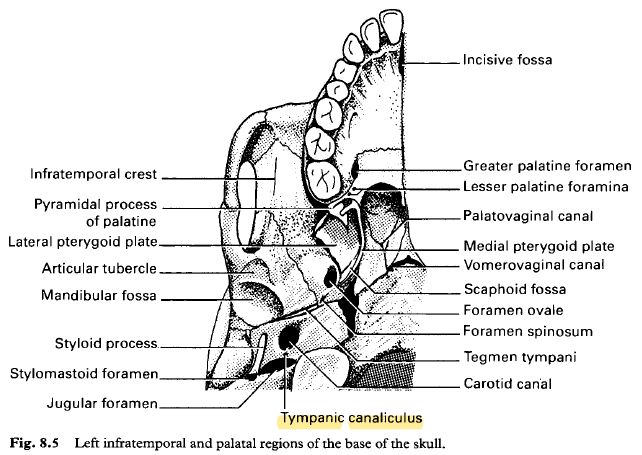 Incisive fossa
Infratemporal crest
Pyramidal process
of palatine
Lateral pterygoid plate
Articular tubercle
Mandibular fossa
Styloid process
Stylomastoid foramen
Jugular foramen
Greater palatine foramen
Lesser palatine foramina
Palatovaginal canal
Medial pterygoid plate
Vomerovaginal canal
Scaphoid fossa
Foramen ovale
Foramen spinosum
Tegmen tympani
Carotid canal
Tympanic canaliculus
Fig. 8.5 Left infratemporal and palatal regions of the base of the skull.